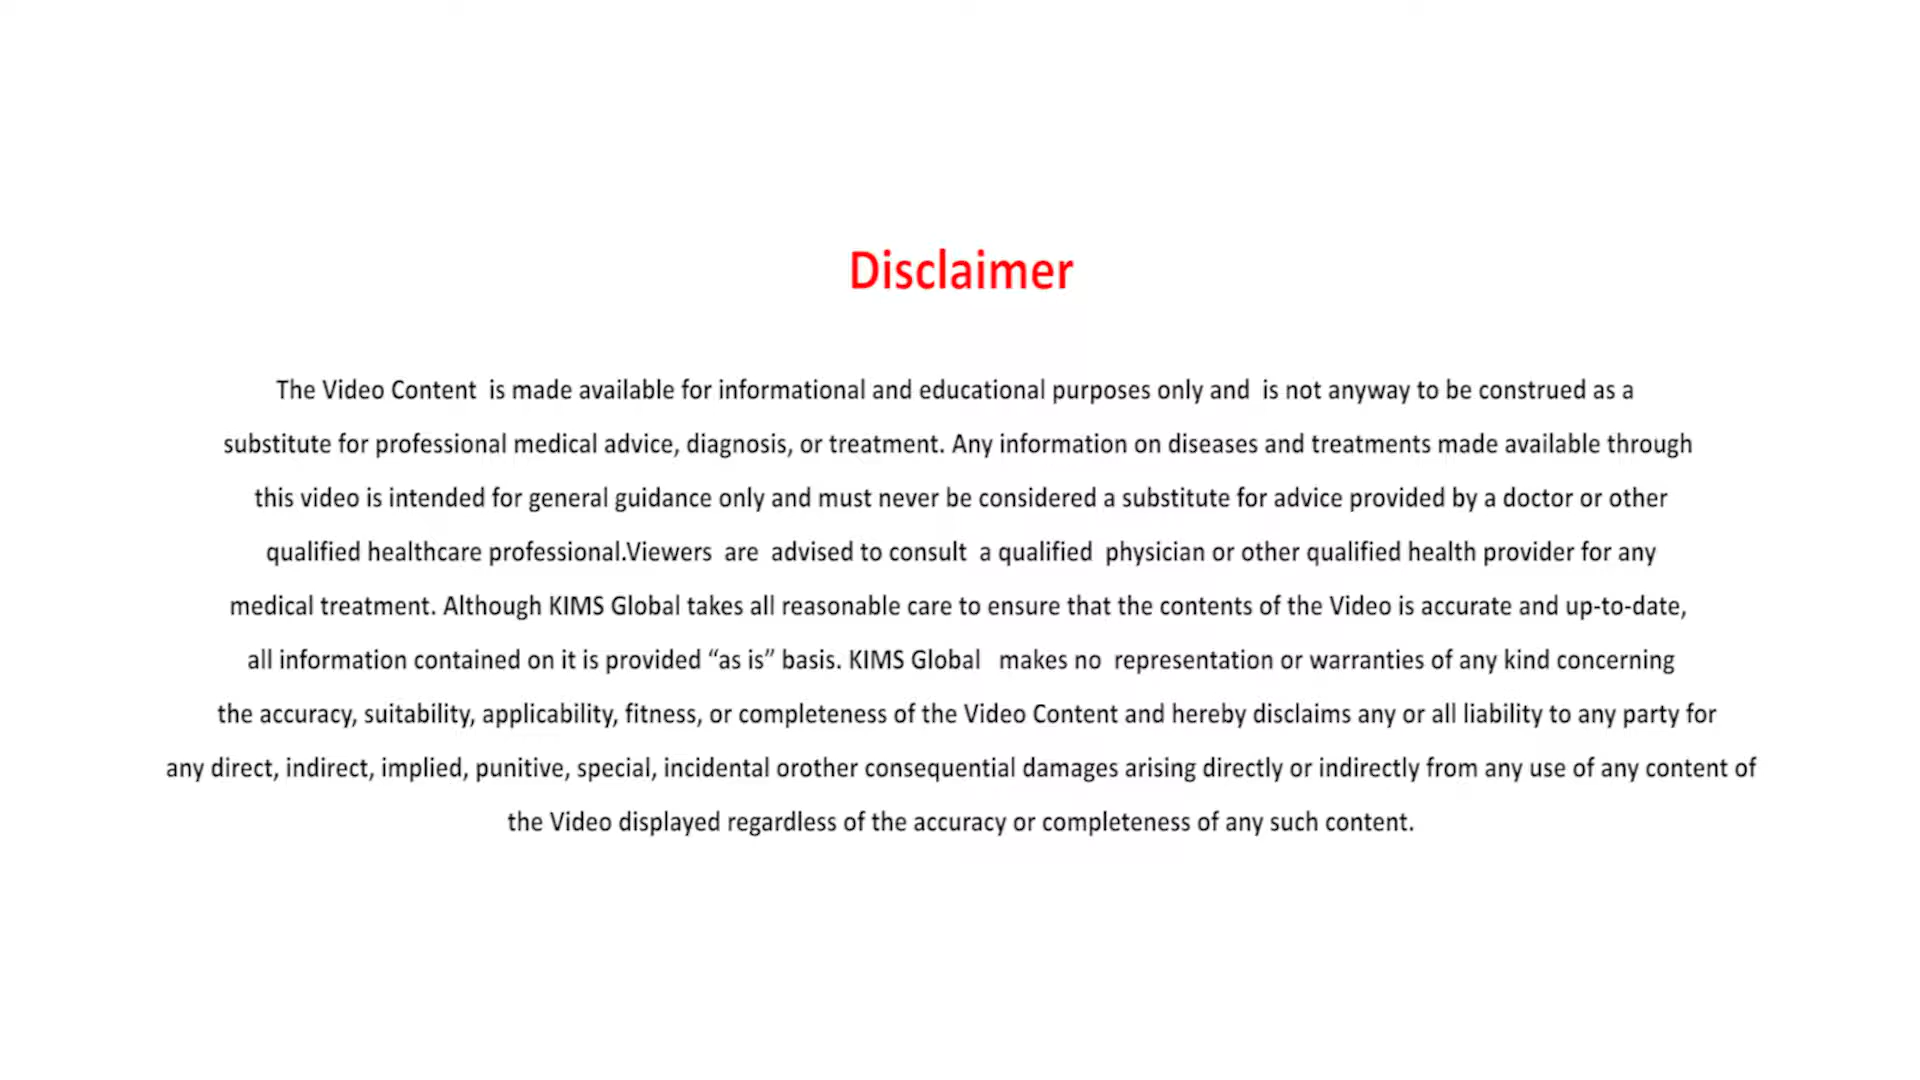 Disclaimer
The Video Content  is made available for informational and educational purposes only and  is not anyway to be construed as a
substitute for professional medical advice, diagnosis, or treatment. Any information on diseases and treatments made available through
this video is intended for general guidance only and must never be considered a substitute for advice provided by a doctor or other
qualified healthcare professional.Viewers  are  advised to consult  a qualified  physician or other qualified health provider for any
medical treatment. Although KIMS Global takes all reasonable care to ensure that the contents of the Video is accurate and up-to-date,
all information contained on it is provided “as is” basis. KIMS Global   makes no  representation or warranties of any kind concerning
the accuracy, suitability, applicability, fitness, or completeness of the Video Content and hereby disclaims any or all liability to any party for
any direct, indirect, implied, punitive, special, incidental orother consequential damages arising directly or indirectly from any use of any content of
the Video displayed regardless of the accuracy or completeness of any such content.